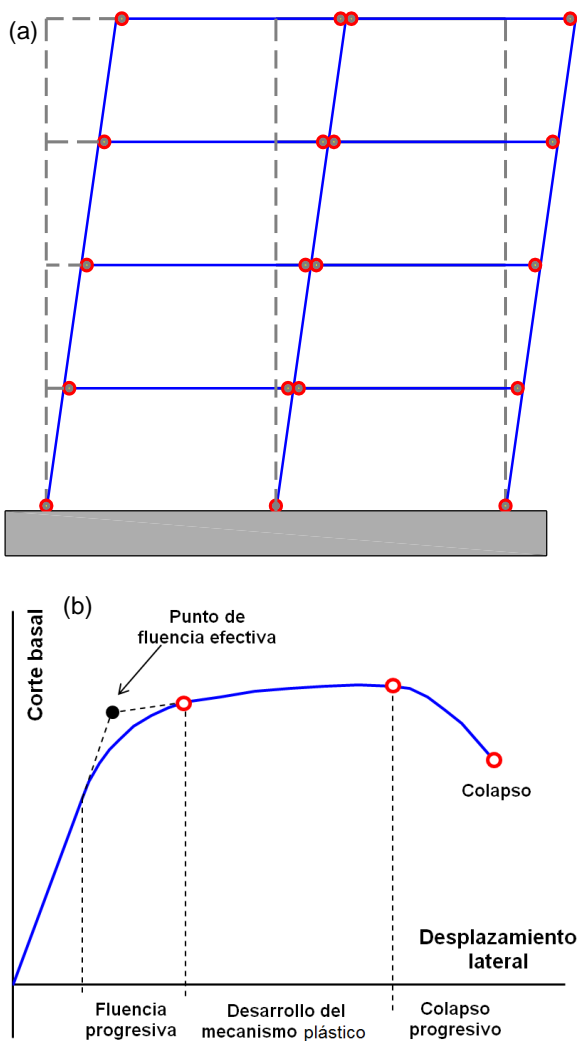 (a)
(b)
Corte basal
Punto de
fluencia efectiva
Colapso
Desplazamiento
lateral
Fluencia
progresiva
Desarrollo del
mecanismo plástico
Colapso
progresivo